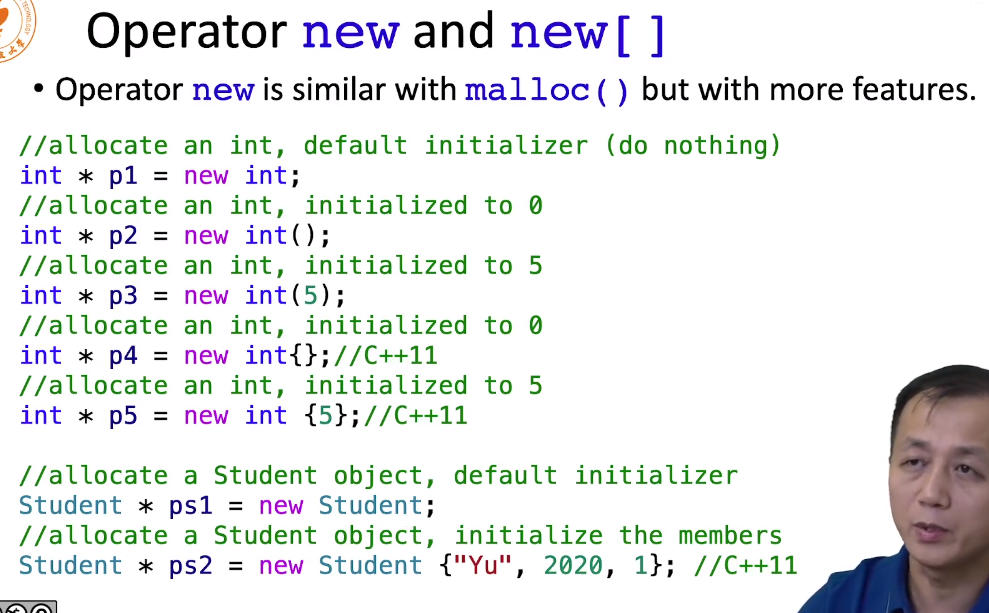 Operator new and new[]
• Operator new is similar with malloc() but with more features.
//allocate an int, default initializer (do nothing)
int * p1 = new int;
//allocate an int, initialized to 0
int * p2 = new int();
//allocate an int, initialized to 5
int * p3 = new int(5);
//allocate an int, initialized to 0
int * p4 = new int{};//C++11
//allocate an int, initialized to 5
int * p5 = new int {5};//C++11
//allocate a Student object, default initializer
Student * ps1 = new Student;
//allocate a Student object, initialize the members
Student * ps2 = new Student {"Yu", 2020, 1}; //C++11